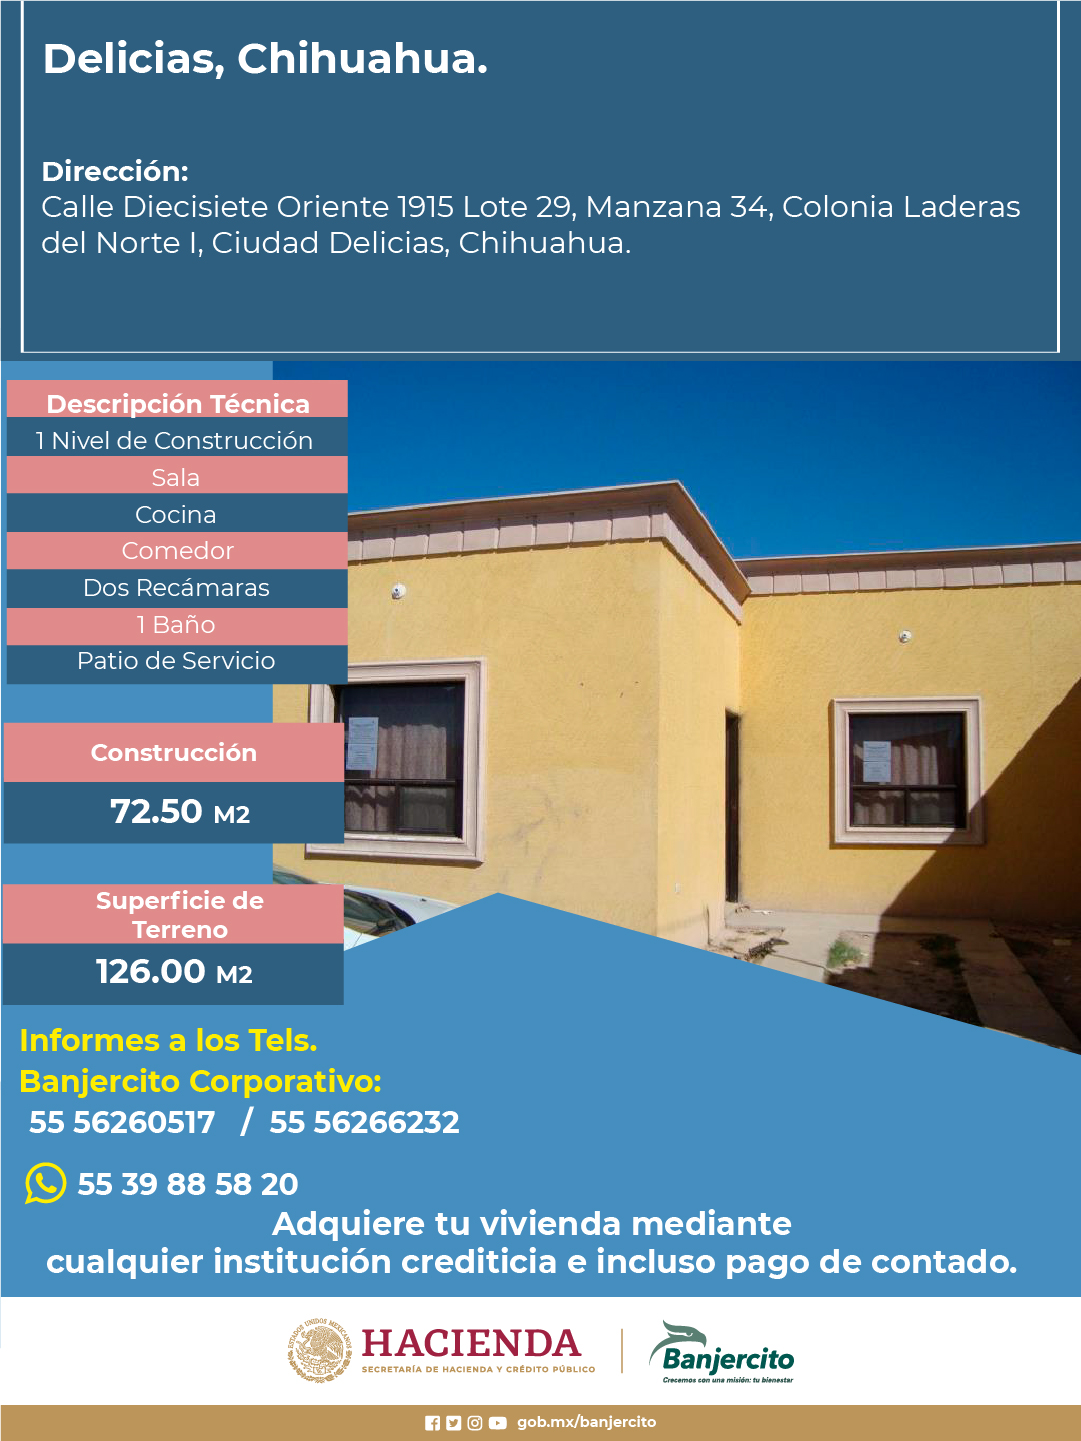 Delicias, Chihuahua.
Dirección:
Calle Diecisiete Oriente 1915 Lote 29, Manzana 34, Colonia Laderas
del Norte I, Ciudad Delicias, Chihuahua.
Descripción Técnica
1 Nivel de Construcción
Sala
Cocina
Comedor
Dos Recámaras
1 Baño
Patio de Servicio
Construcción
72.50 M2
Superficie de
Terreno
126.00 M2
Informes a los Tels.
Banjercito Corporativo:
55 56260517 / 55 56266232
55 39 88 58 20
Adquiere tu vivienda mediante
cualquier institución crediticia e incluso pago de contado.
ESTADOS UNIDOS MEXICANOS
HACIENDA
SECRETARÍA DE HACIENDA Y CRÉDITO PÚBLICO
Banjercito
Crecemos con una misión: tu bienestar
gob.mx/banjercito